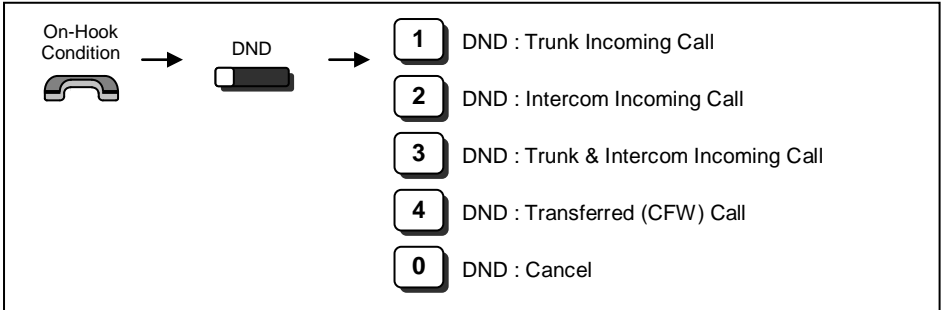 On-Hook
Condition
DND
1 DND : Trunk Incoming Call
2 DND : Intercom Incoming Call
3 DND : Trunk & Intercom Incoming Call
4 DND : Transferred (CFW) Call
0 DND : Cancel